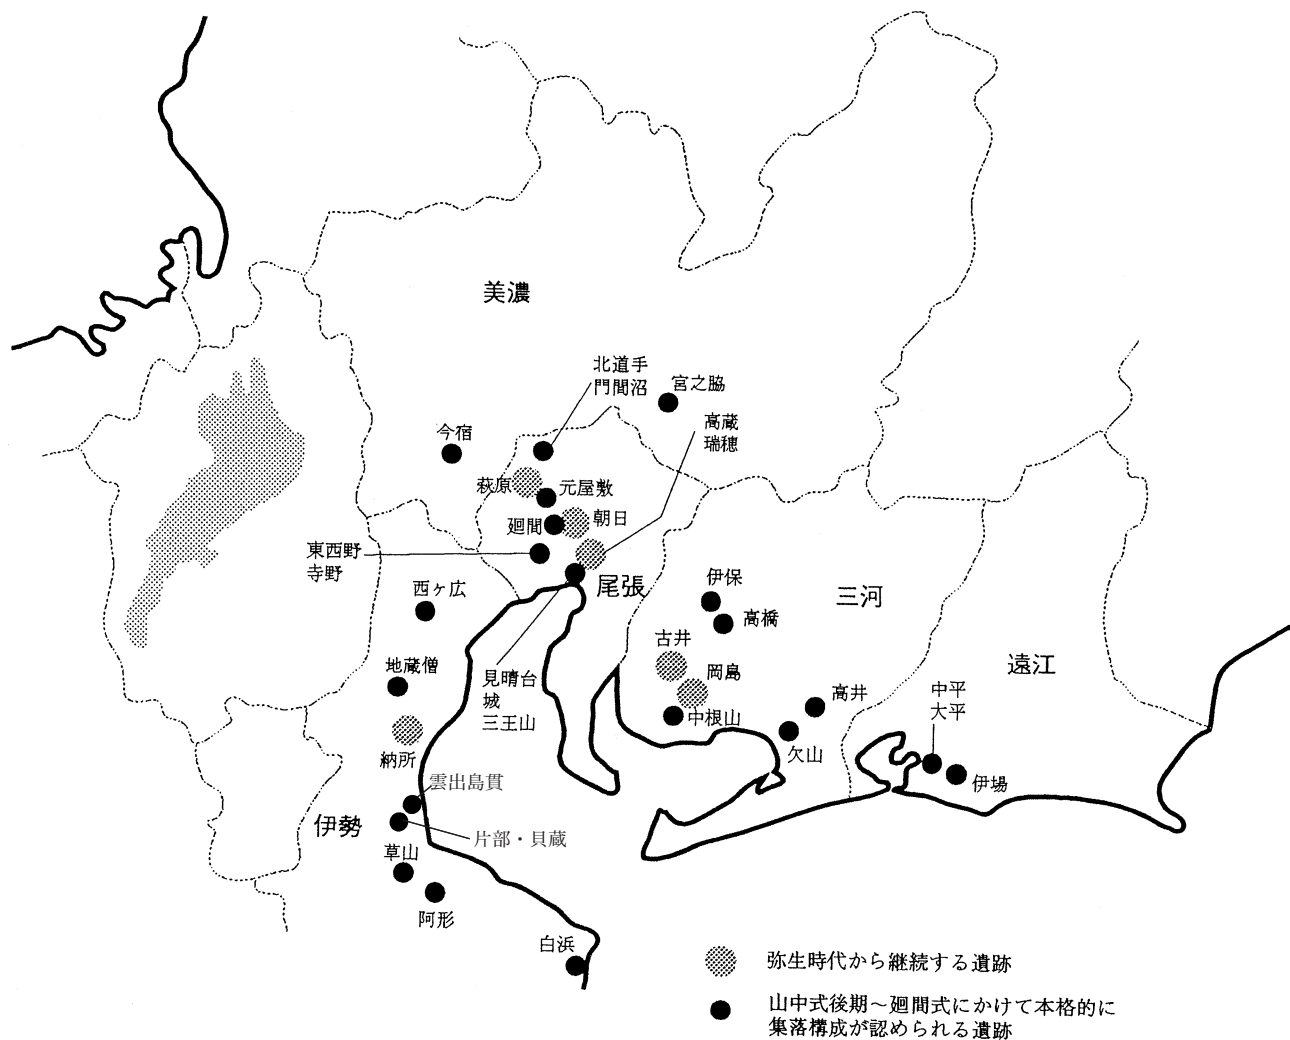 美濃
北道手
門間沼
宮之脇
高蔵
瑞穂
今宿
萩原
元屋敷
朝日
廻間
東西野
寺野
西ヶ広
尾張
伊保
高橋
三河
古井
岡島
中根山
高井
欠山
遠江
中平
大平
伊場
地蔵僧
見晴台
城
三王山
納所
雲出島貫
伊勢
片部・貝蔵
草山
阿形
白浜
弥生時代から継続する遺跡
山中式後期～廻間式にかけて本格的に
集落構成が認められる遺跡